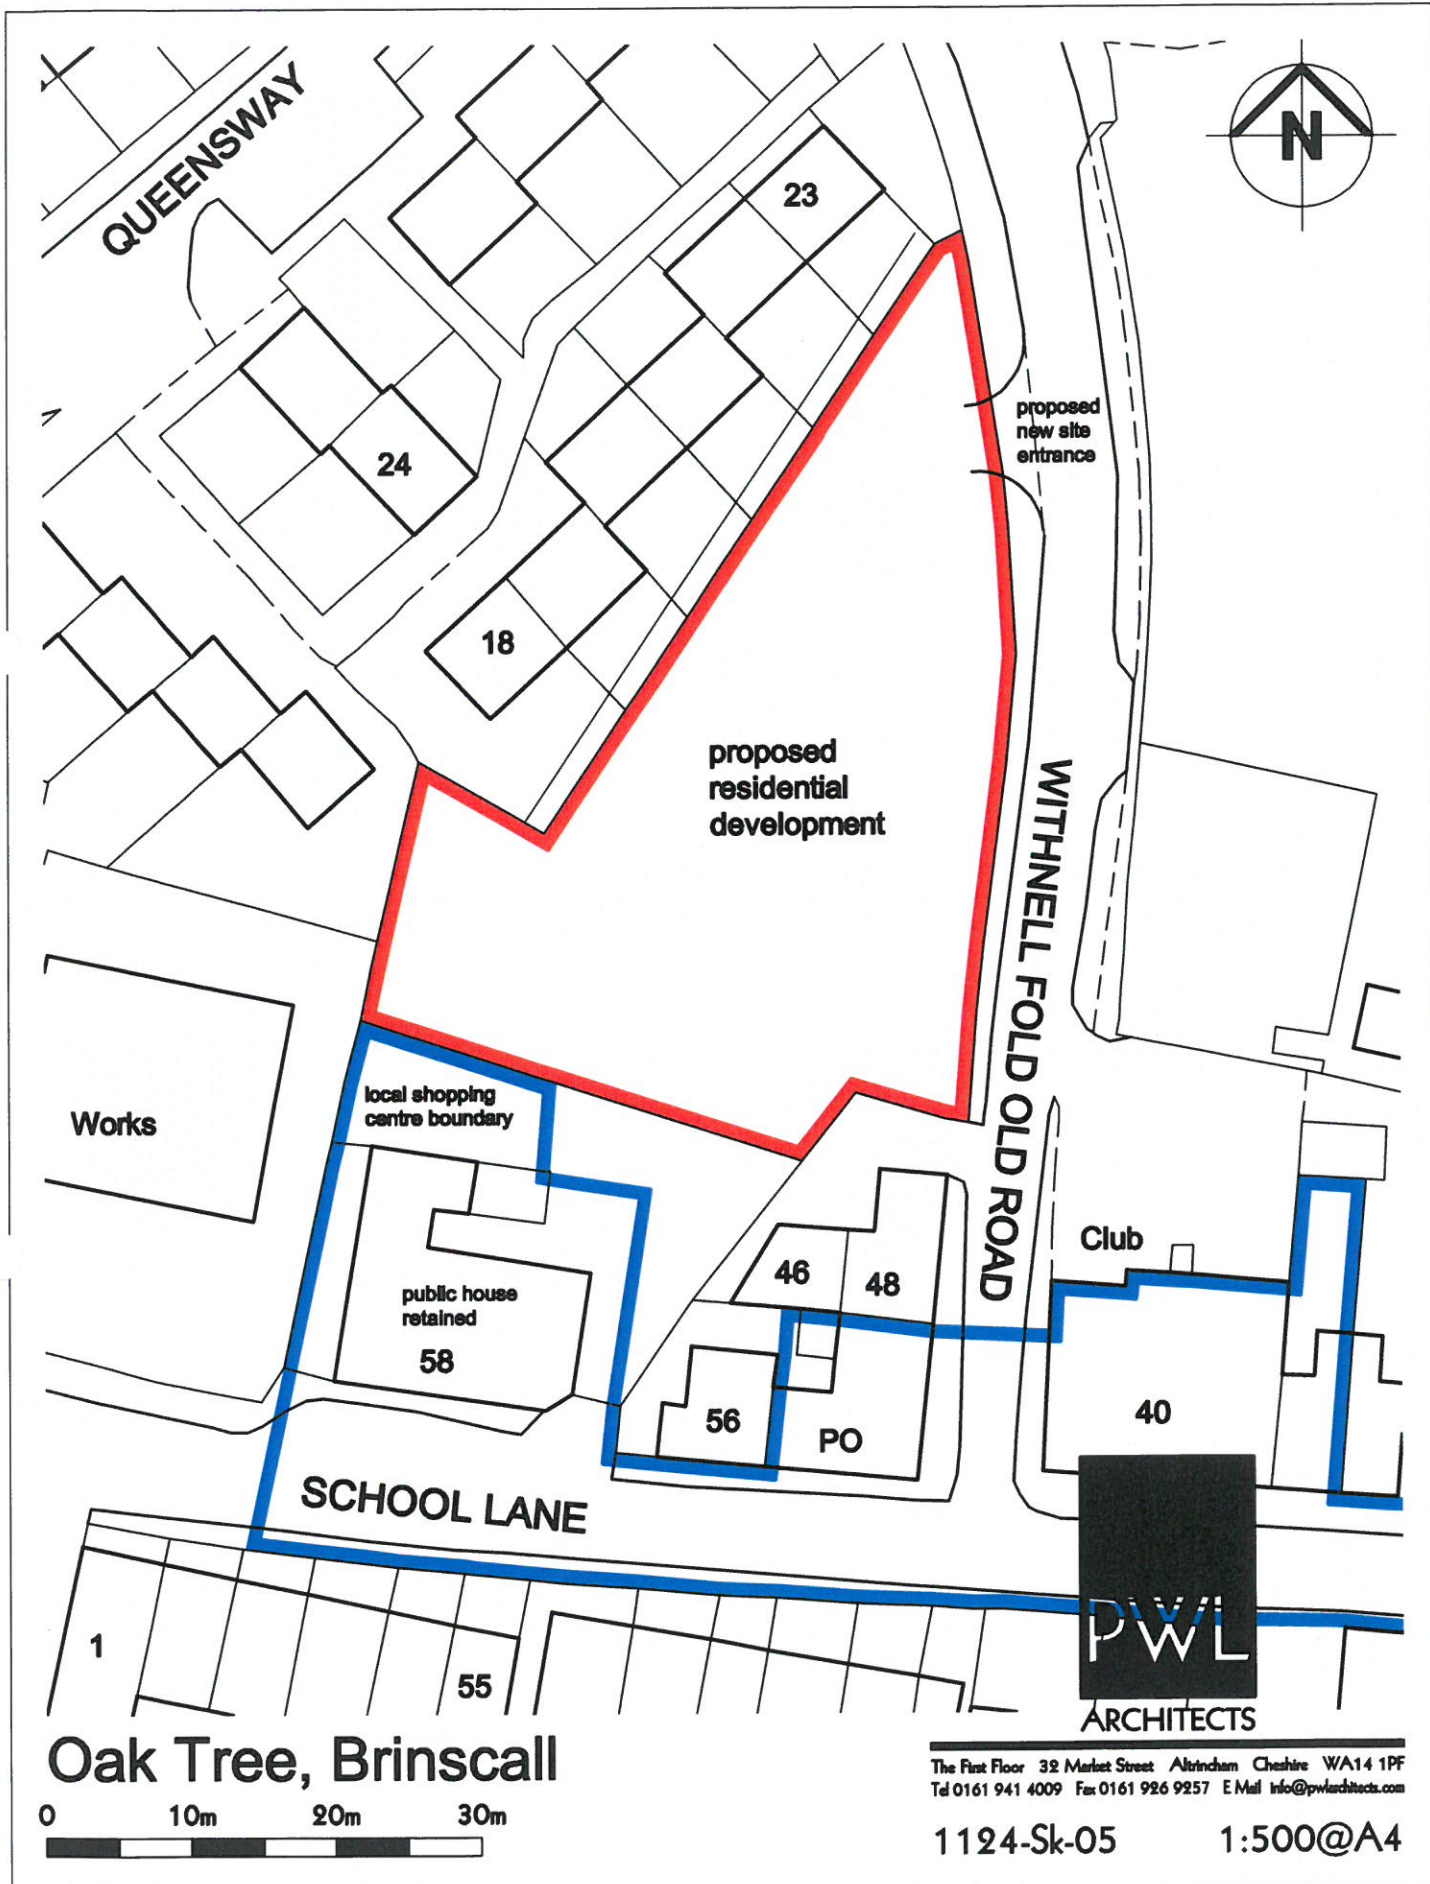 QUEENSWAY
N
23
proposed
new site
entrance
24
18
proposed
residential
development
WITHNELL FOLD OLD ROAD
local shopping
centre boundary
Works
Club
46
48
public house
retained
58
56
PO
40
SCHOOL LANE
1
55
PWL
ARCHITECTS
Oak Tree, Brinscall
0 10m 20m 30m
The First Floor 32 Market Street Altrincham Cheshire WA14 1PF
Tel 0161 941 4009 Fax 0161 926 9257 E Mail info@pwlarchitects.com
1124-Sk-05 1:500@A4